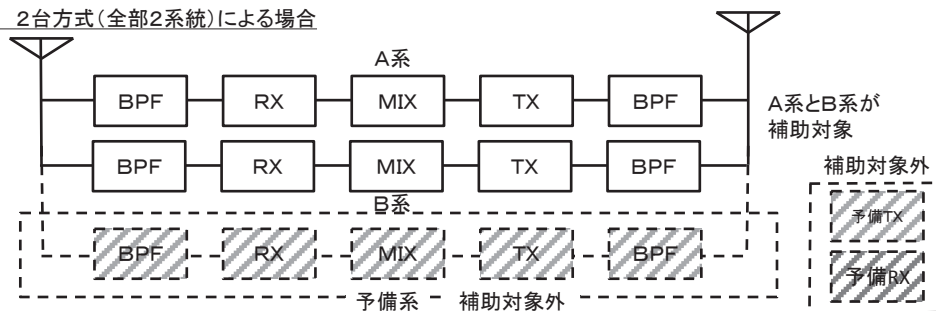 ２台方式（全部２系統）による場合
Ａ系
BPF RX MIX TX BPF
Ａ系とＢ系が
補助対象
BPF RX MIX TX BPF
補助対象外
Ｂ系
予備TX
BPF RX MIX TX BPF
予備RX
予備系 補助対象外